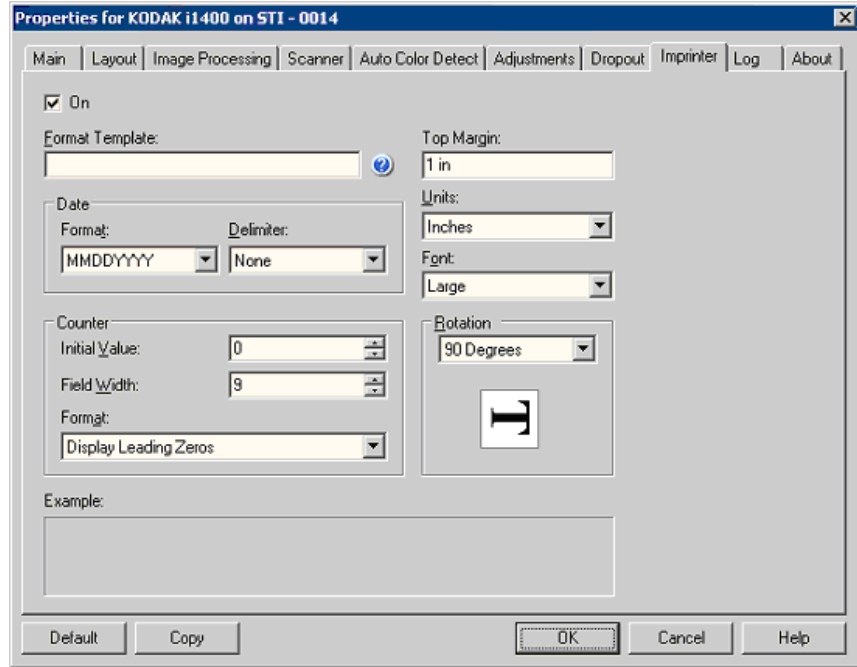 Properties for KODAK i1400 on STI - 0014
Main Layout Image Processing Scanner Auto Color Detect Adjustments Dropout Imprinter Log About
On
Format Template:
Top Margin:
1 in
Date
Format:
Delimiter:
MMDDYYYY
None
Units:
Inches
Font:
Large
Counter
Initial Value:
0
Field Width:
9
Format:
Display Leading Zeros
Rotation
90 Degrees
T
Example:
Default Copy OK Cancel Help